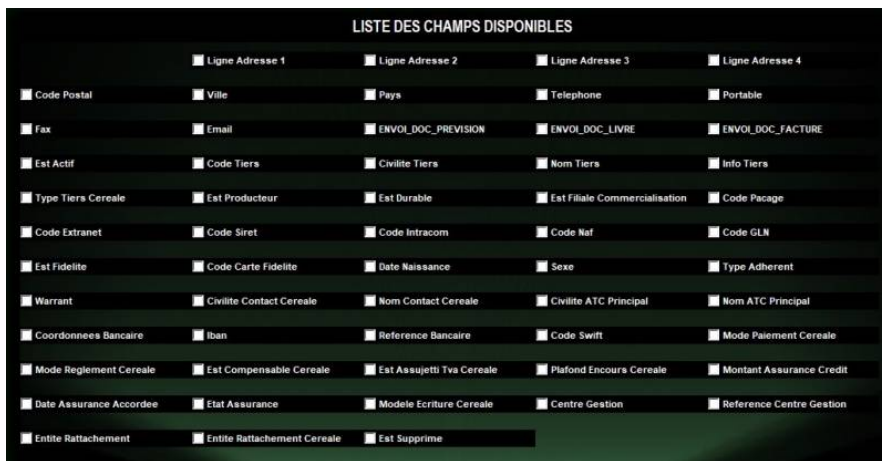 LISTE DES CHAMPS DISPONIBLES
Ligne Adresse 1 Ligne Adresse 2 Ligne Adresse 3 Ligne Adresse 4
Code Postal Ville Pays Telephone Portable
Fax Email ENVOI_DOC_PREVISION ENVOI_DOC_LIVRE ENVOI_DOC_FACTURE
Est Actif Code Tiers Civilite Tiers Nom Tiers Info Tiers
Type Tiers Cereale Est Producteur Est Durable Est Filiale Commercialisation Code Pacage
Code Extranet Code Siret Code Intracom Code Naf Code GLN
Est Fidelite Code Carte Fidelite Date Naissance Sexe Type Adherent
Warrant Civilite Contact Cereale Nom Contact Cereale Civilite ATC Principal Nom ATC Principal
Coordonnees Bancaire Iban Reference Bancaire Code Swift Mode Paiement Cereale
Mode Reglement Cereale Est Compensable Cereale Est Assujetti Tva Cereale Plafond Encours Cereale Montant Assurance Credit
Date Assurance Accordee Etat Assurance Modele Ecriture Cereale Centre Gestion Reference Centre Gestion
Entite Rattachement Entite Rattachement Cereale Est Supprime